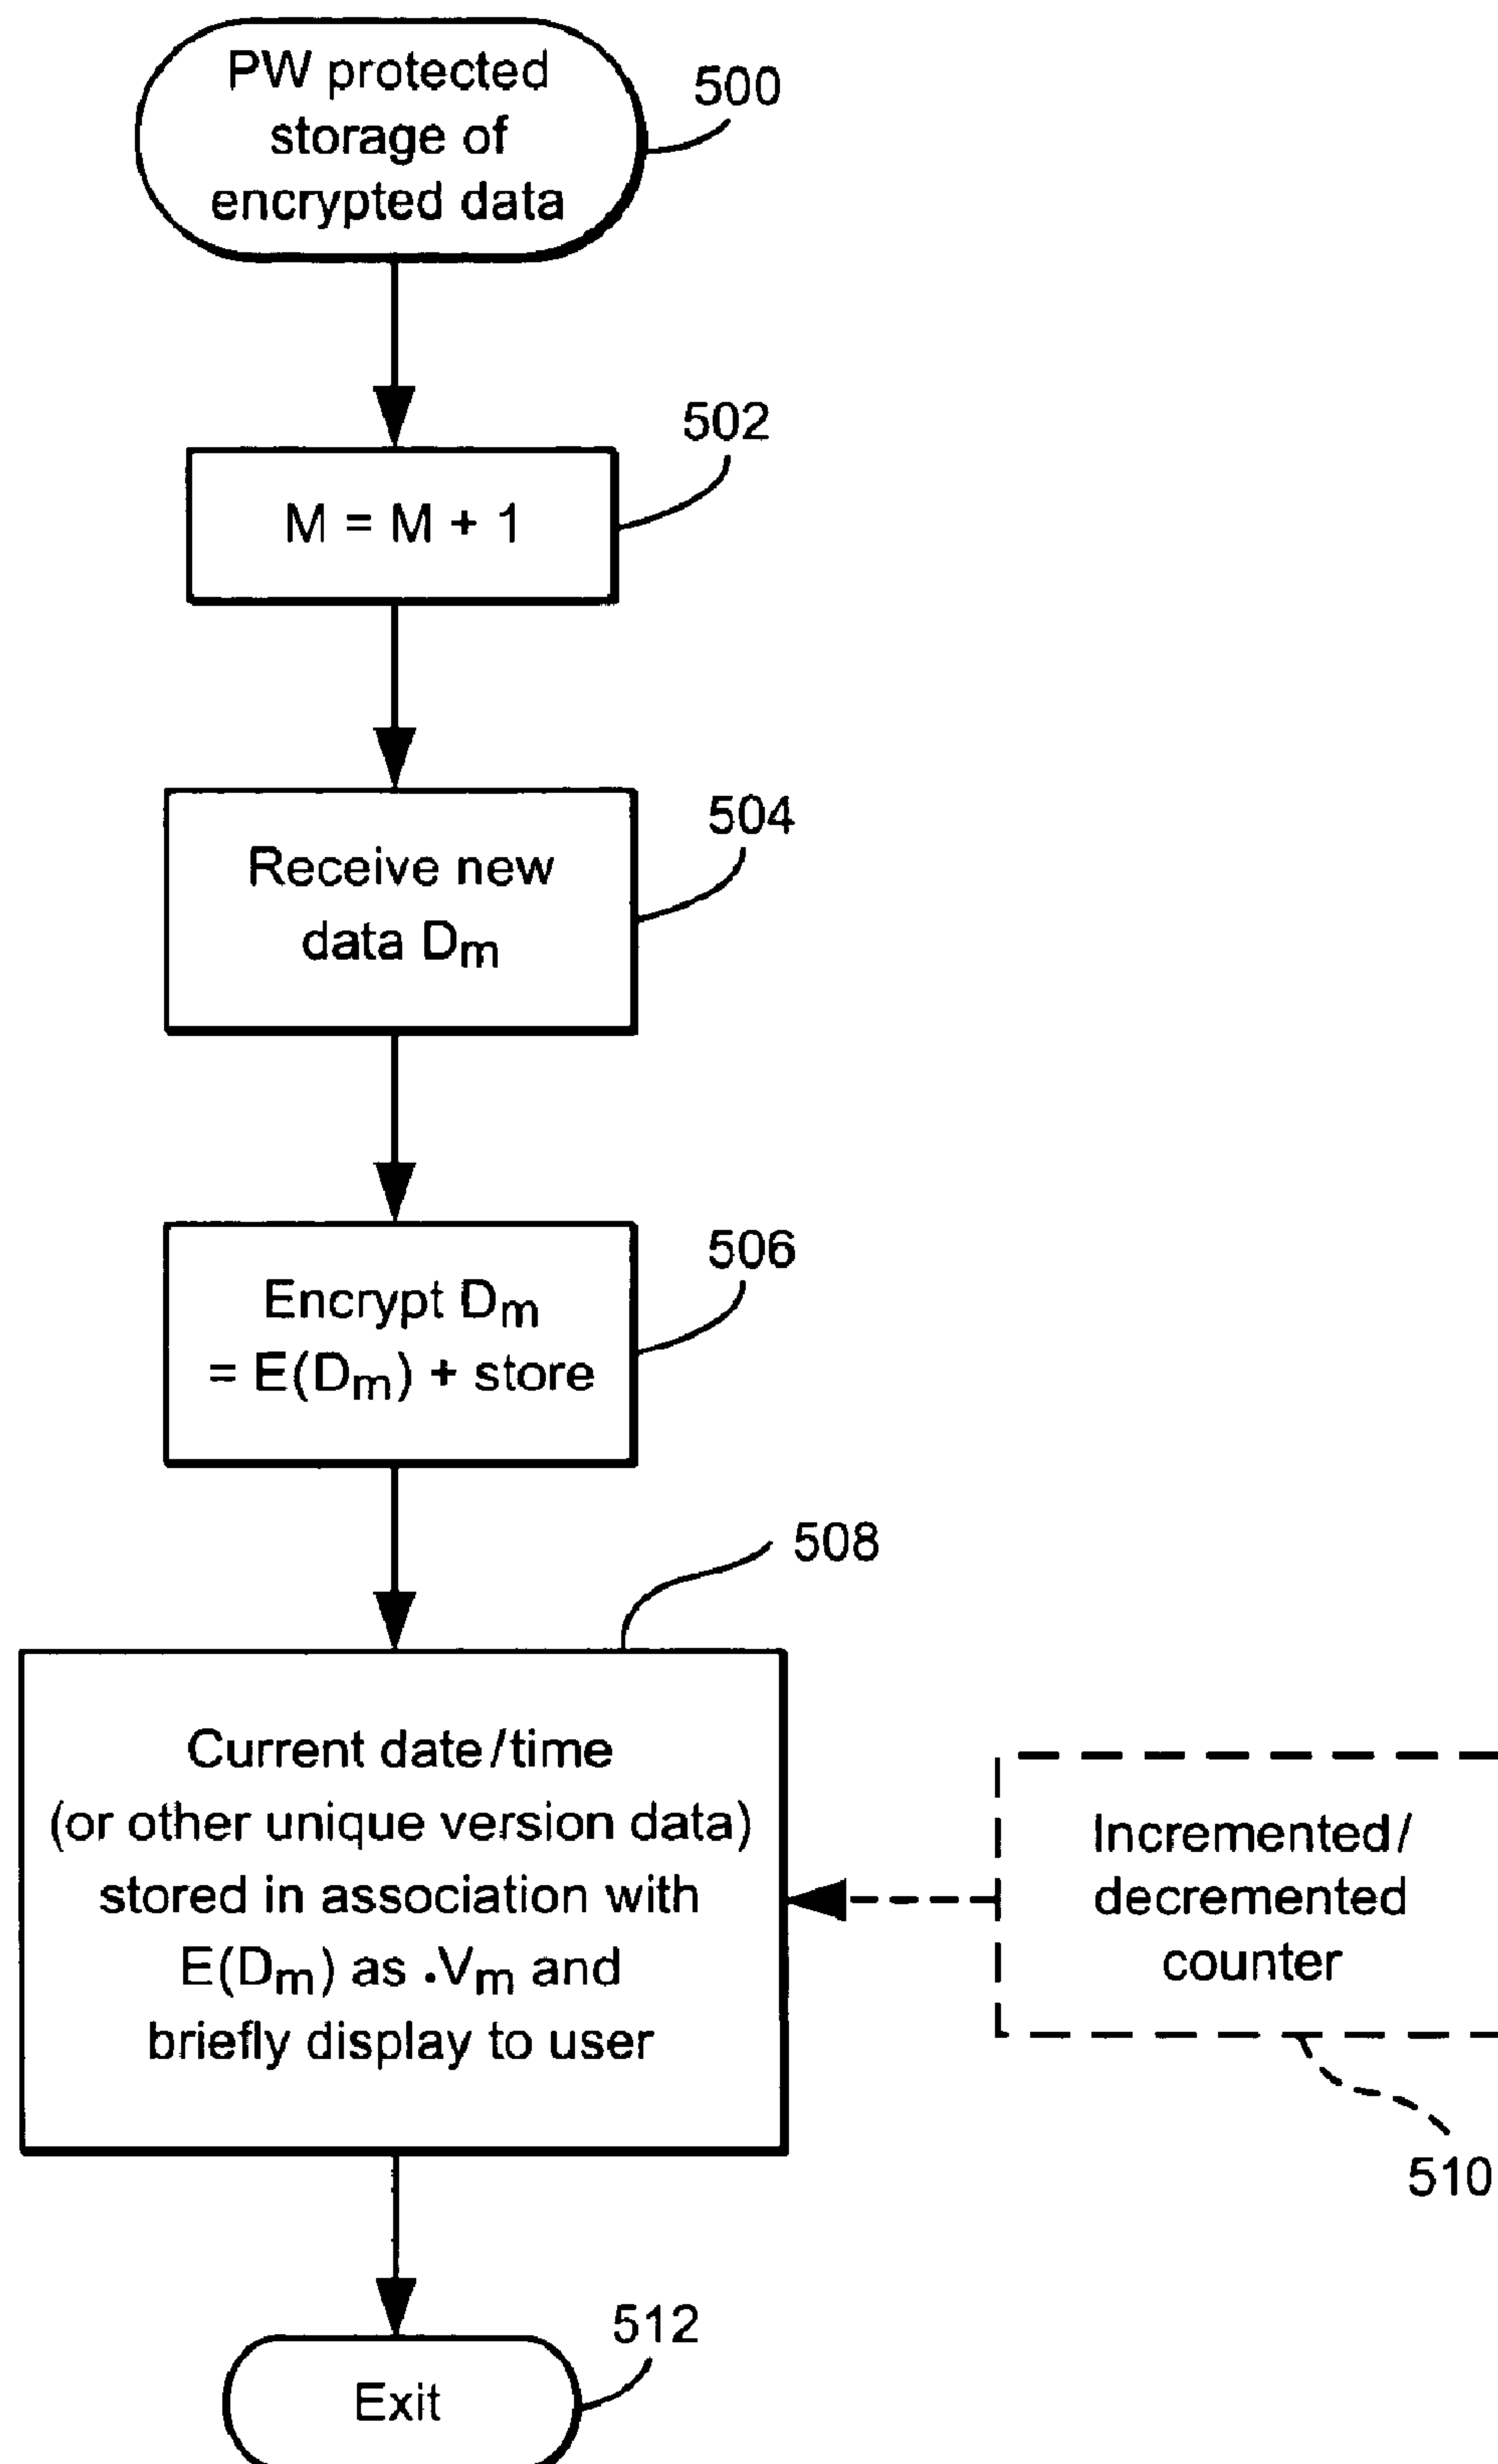 PW protected
storage of
encrypted data
500
502
M = M + 1
504
Receive new
data Dm
506
Encrypt Dm
= E(Dm) + store
508
Current date/time
(or other unique version data)
stored in association with
E(Dm) as .Vm and
briefly display to user
Incremented/
decremented
counter
510
512
Exit